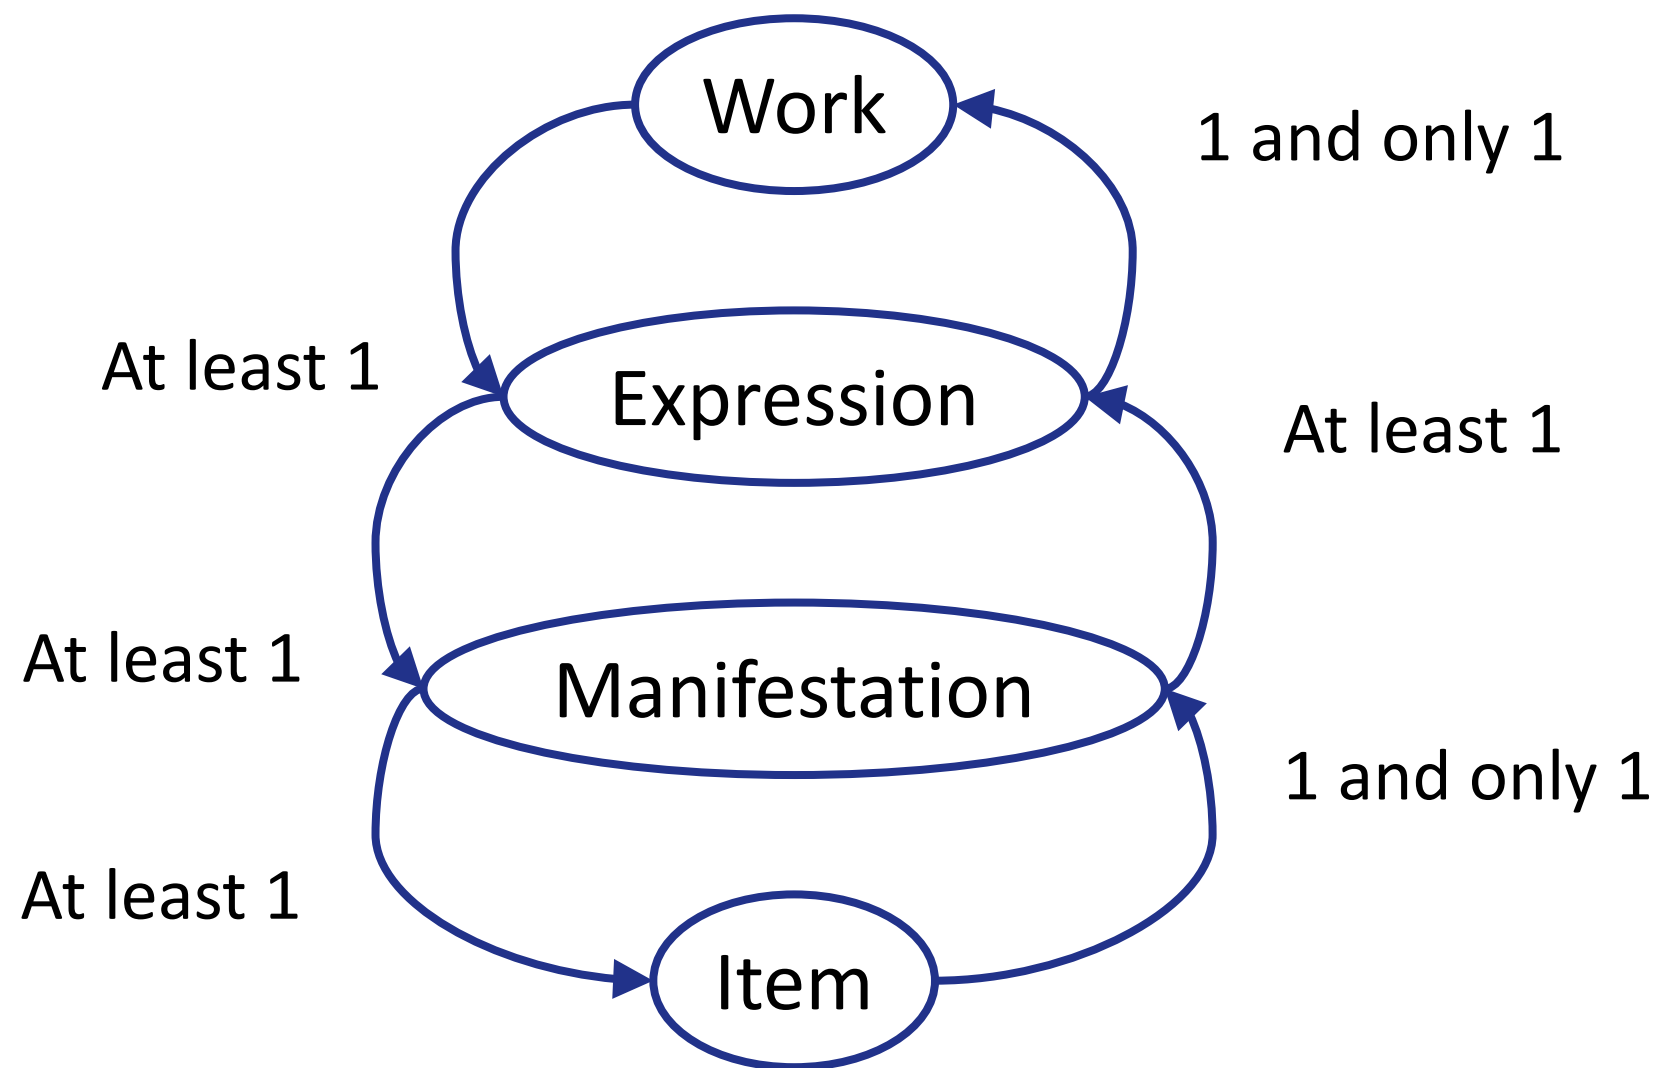 Work
1 and only 1
At least 1
Expression
At least 1
At least 1
Manifestation
1 and only 1
At least 1
Item